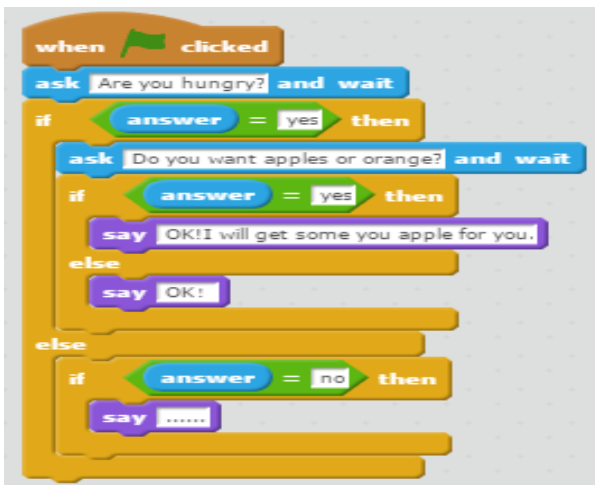 when clicked
ask Are you hungry? and wait
if answer = yes then
ask Do you want apples or orange? and wait
if answer = yes then
say OK!I will get some you apple for you.
else
say OK!
else
if answer = no then
say ......